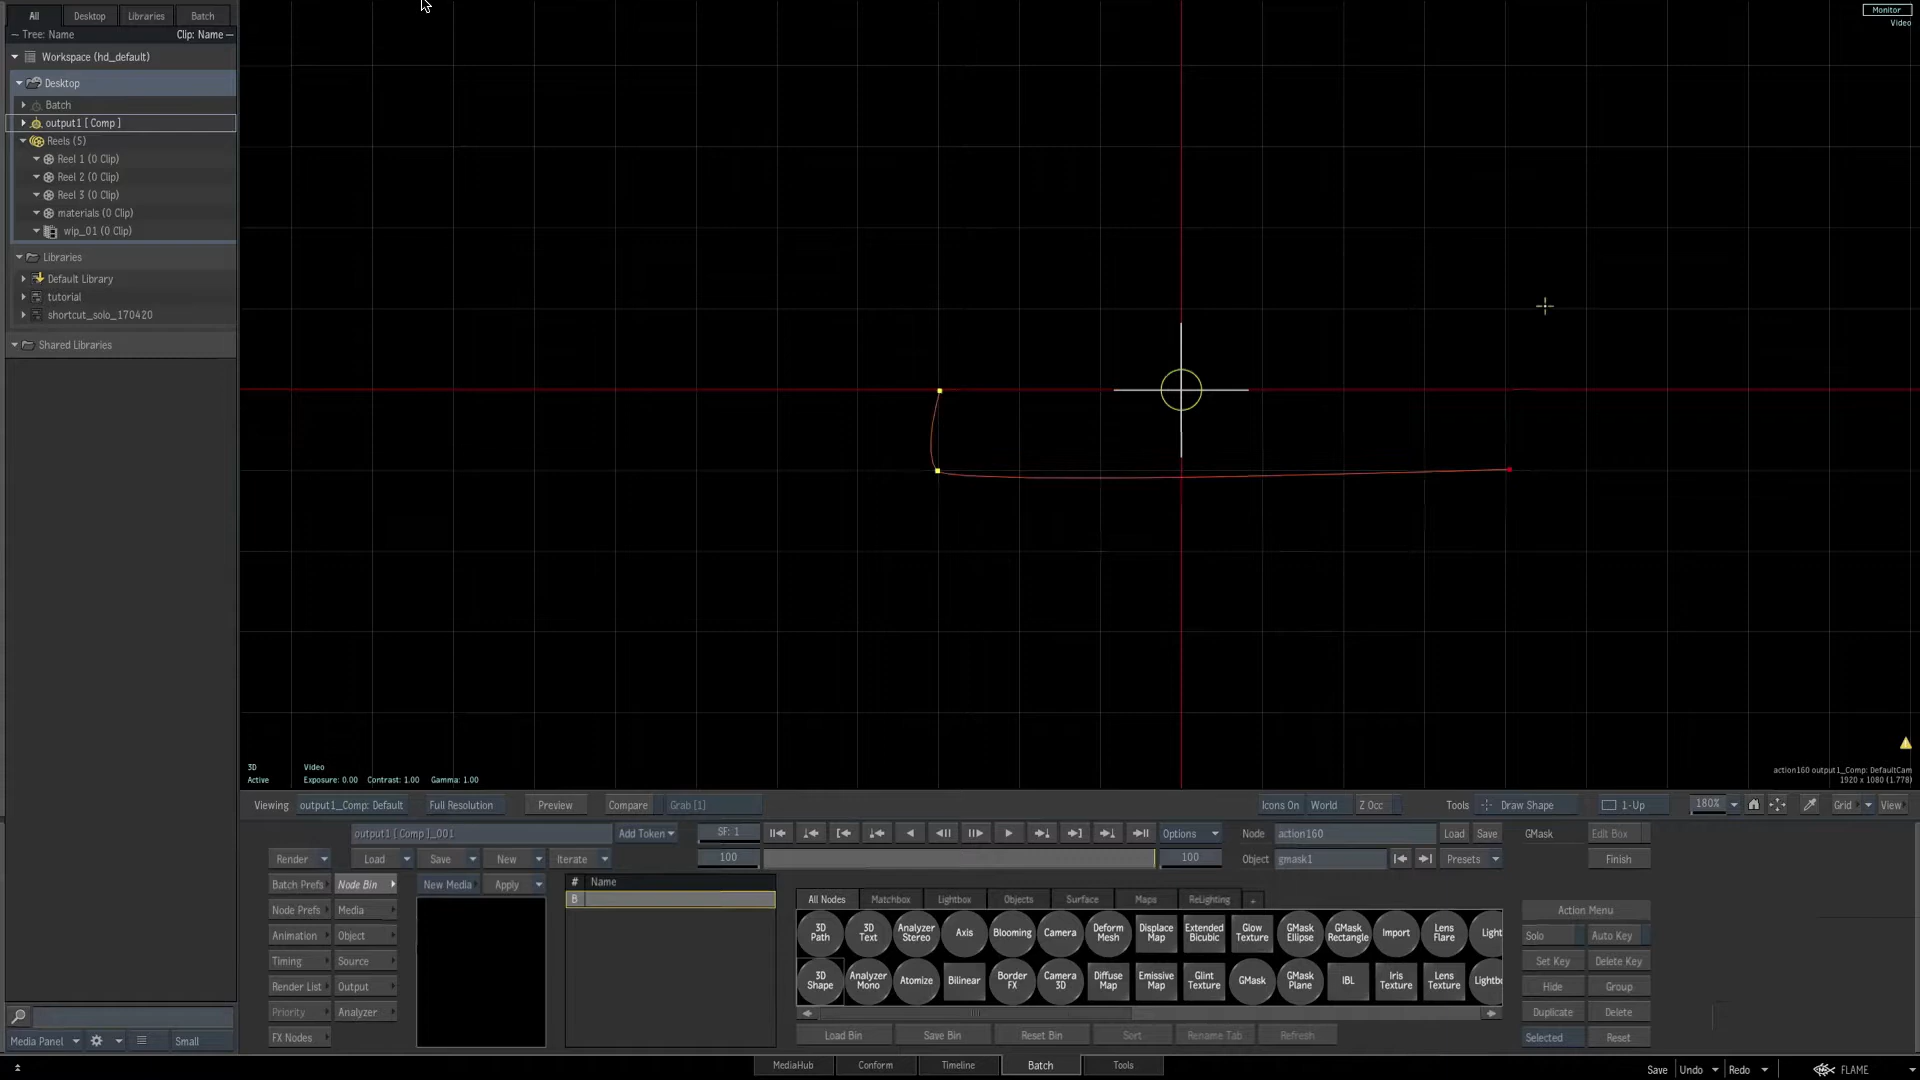 All Desktop Libraries Batch
Tree: Name Clip: Name
Workspace (hd_default)
Desktop
Batch
output1 [ Comp ]
Reels (5)
Reel 1 (0 Clip)
Reel 2 (0 Clip)
Reel 3 (0 Clip)
materials (0 Clip)
wip_01 (0 Clip)
Libraries
Default Library
tutorial
shortcut_solo_170420
Shared Libraries
Monitor
Video
3D Video
Active Exposure: 0.00 Contrast: 1.00 Gamma: 1.00
action160 output1_Comp: DefaultCam
1920 x 1080 (1.778)
Viewing output1_Comp: Default Full Resolution Preview Compare Grab [1] Icons On World Z Occ Tools Draw Shape 1-Up 180% Grid View
output1 [ Comp ]_001 Add Token SF: 1 Options Node action160 Load Save GMask Edit Box
Render Load Save New Iterate 100 100 Object gmask1 Presets Finish
Batch Prefs Node Bin New Media Apply # Name
Node Prefs Media B All Nodes Matchbox Lightbox Objects Surface Maps ReLighting + Action Menu
Animation Object 3D Path 3D Text Analyzer Stereo Axis Blooming Camera Deform Mesh Displace Map Extended Bicubic Glow Texture GMask Ellipse GMask Rectangle Import Lens Flare Light Solo Auto Key
Timing Source Set Key Delete Key
Render List Output 3D Shape Analyzer Mono Atomize Bilinear Border FX Camera 3D Diffuse Map Emissive Map Glint Texture GMask GMask Plane IBL Iris Texture Lens Texture Lightb Hide Group
Priority Analyzer Duplicate Delete
FX Nodes Load Bin Save Bin Reset Bin Sort Rename Tab Refresh Selected Reset
Media Panel Small
MediaHub Conform Timeline Batch Tools Save Undo Redo FLAME